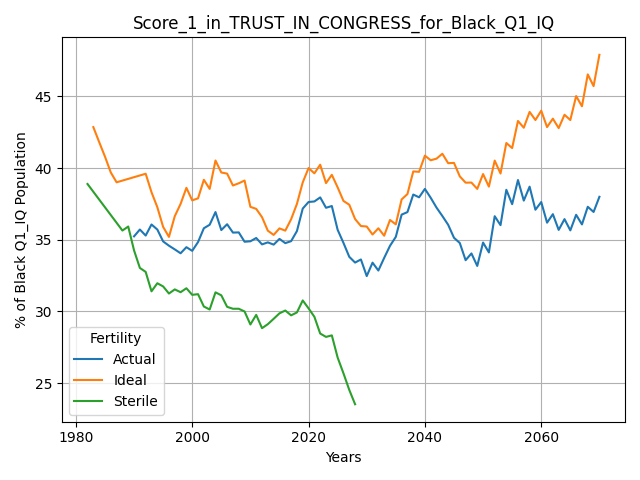 Score_1_in_TRUST_IN_CONGRESS_for_Black_Q1_IQ
% of Black Q1_IQ Population
45
40
35
30
25
Fertility
Actual
Ideal
Sterile
1980 2000 2020 2040 2060
Years